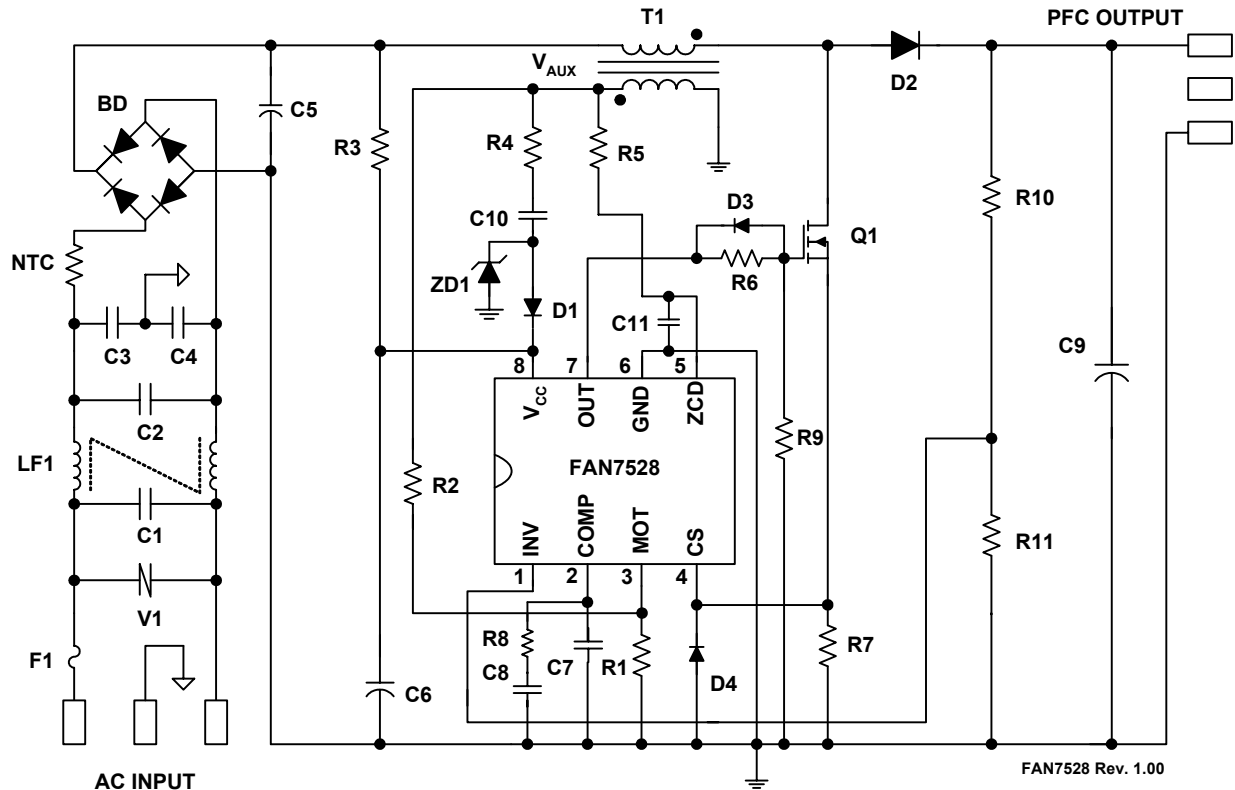 T1
PFC OUTPUT
V_AUX
D2
BD
C5
R3
R4
R5
D3
R10
C10
Q1
NTC
R6
ZD1
D1
C11
C3
C4
C9
8
7
6
5
V_CC
OUT
GND
ZCD
C2
R9
LF1
R2
FAN7528
C1
R11
INV
COMP
MOT
CS
1
2
3
4
V1
R8
R7
F1
C8
C7
R1
D4
C6
FAN7528 Rev. 1.00
AC INPUT